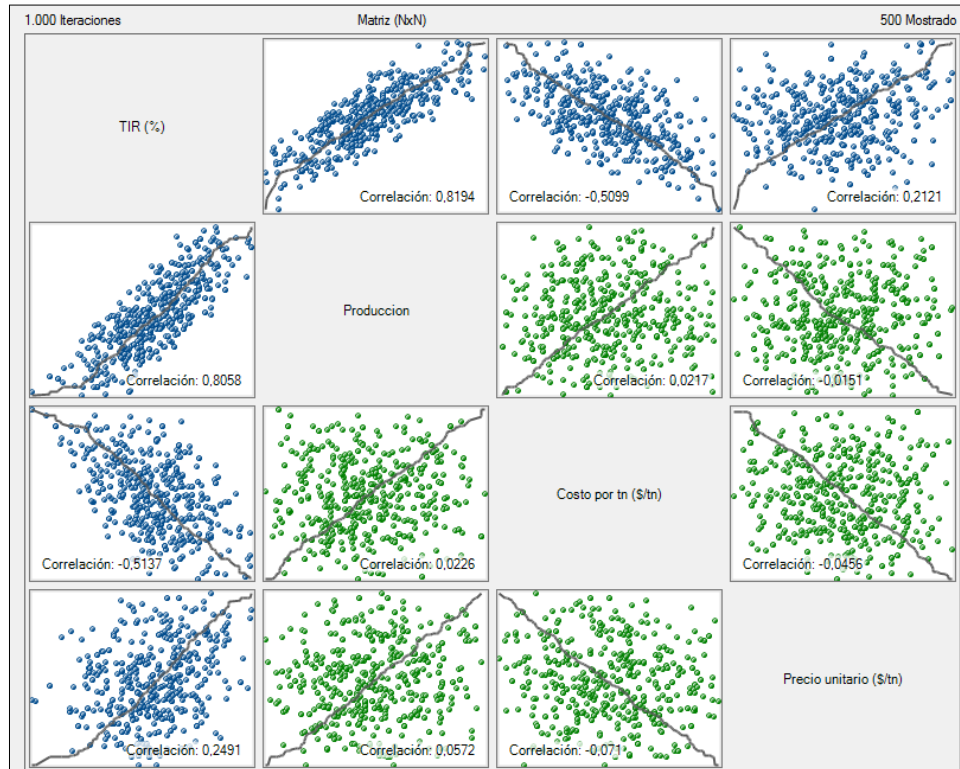 1.000 Iteraciones Matriz (NxN) 500 Mostrado
TIR (%)
Correlación: 0,8194
Correlación: -0,5099
Correlación: 0,2121
Correlación: 0,8058
Produccion
Correlación: 0,0217
Correlación: -0,0151
Correlación: -0,5137
Correlación: 0,0226
Costo por tn ($/tn)
Correlación: -0,0456
Correlación: 0,2491
Correlación: 0,0572
Correlación: -0,071
Precio unitario ($/tn)